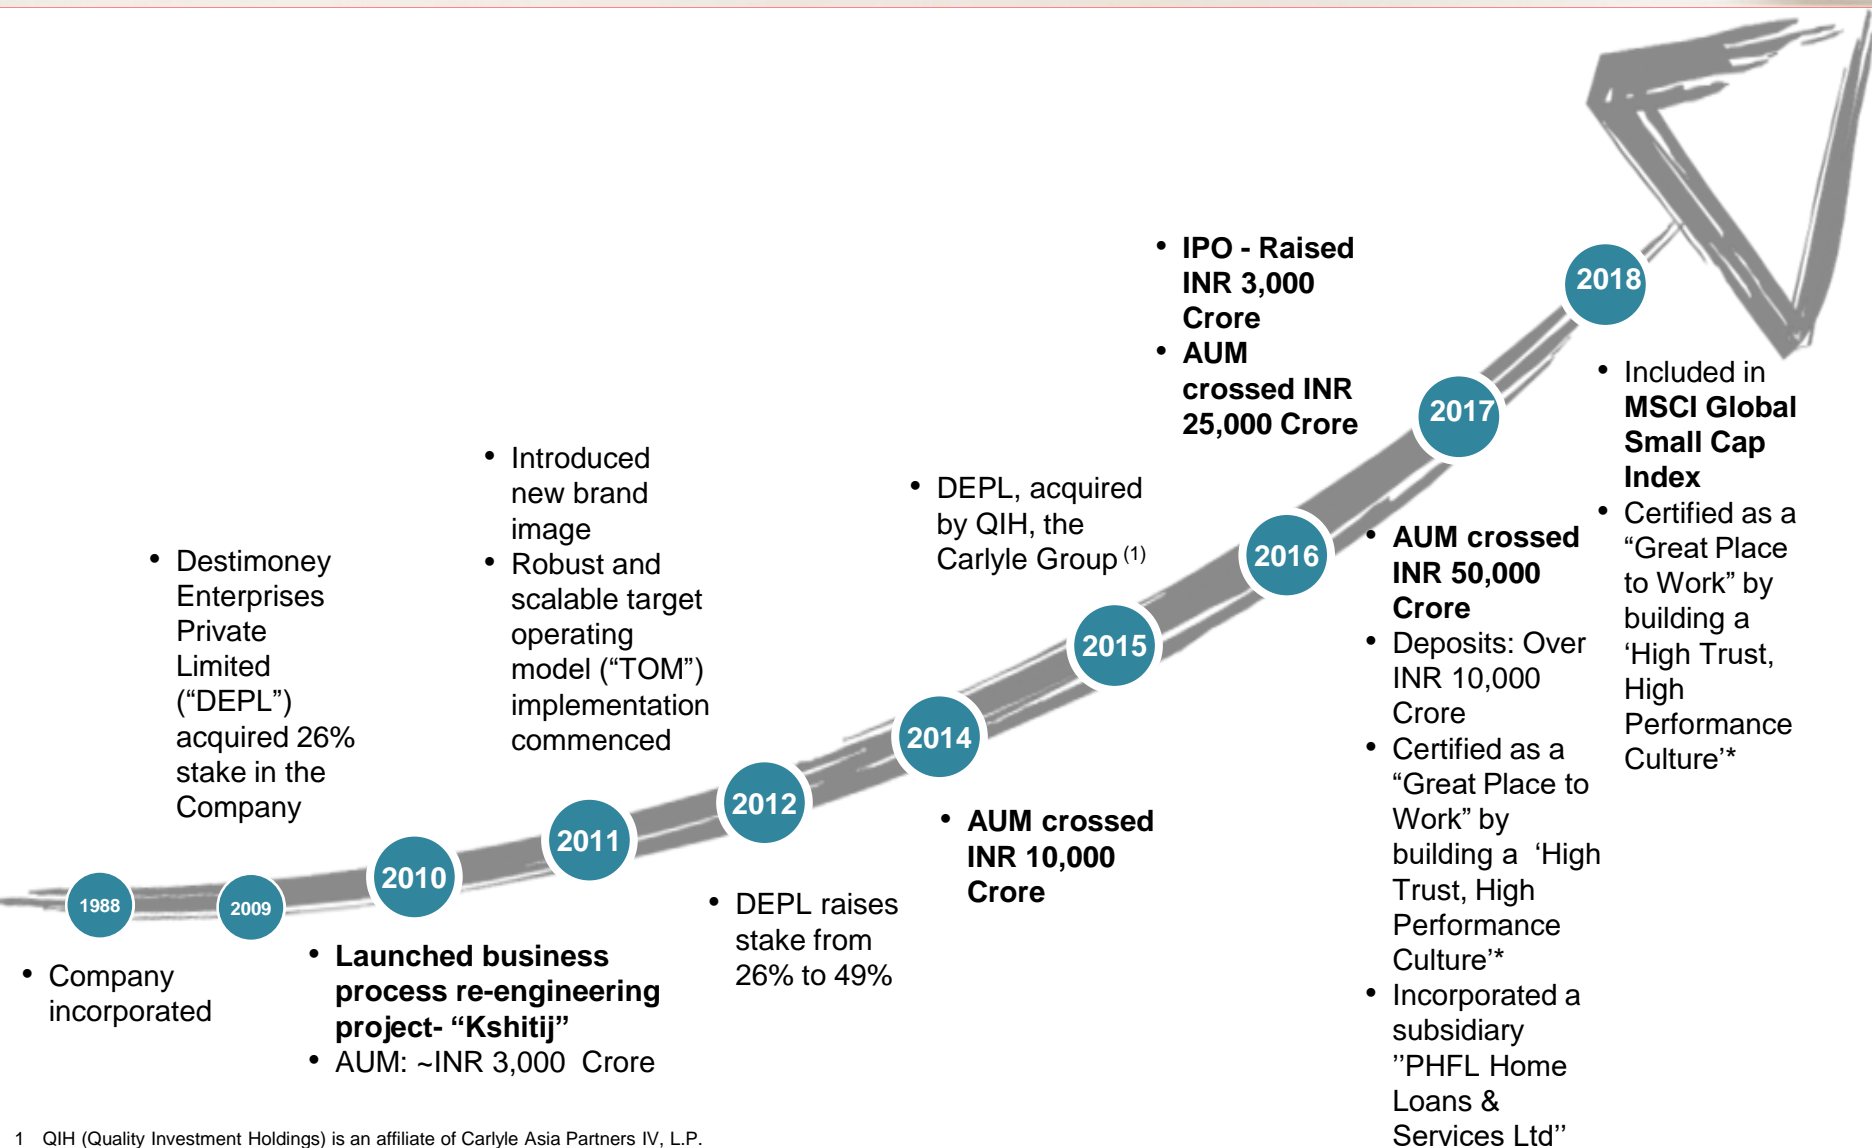 1988
• Company
incorporated
2009
• Destimoney
Enterprises
Private
Limited
(“DEPL”)
acquired 26%
stake in the
Company
2010
• Launched business
process re-engineering
project- “Kshitij”
• AUM: ~INR 3,000 Crore
2011
• Introduced
new brand
image
• Robust and
scalable target
operating
model (“TOM”)
implementation
commenced
2012
• DEPL raises
stake from
26% to 49%
2014
• AUM crossed
INR 10,000
Crore
2015
• DEPL, acquired
by QIH, the
Carlyle Group (1)
2016
• IPO - Raised
INR 3,000
Crore
• AUM
crossed INR
25,000 Crore
2017
• AUM crossed
INR 50,000
Crore
• Deposits: Over
INR 10,000
Crore
• Certified as a
“Great Place to
Work” by
building a ‘High
Trust, High
Performance
Culture’*
• Incorporated a
subsidiary
’’PHFL Home
Loans &
Services Ltd’’
2018
• Included in
MSCI Global
Small Cap
Index
• Certified as a
“Great Place
to Work” by
building a
‘High Trust,
High
Performance
Culture’*
1 QIH (Quality Investment Holdings) is an affiliate of Carlyle Asia Partners IV, L.P.